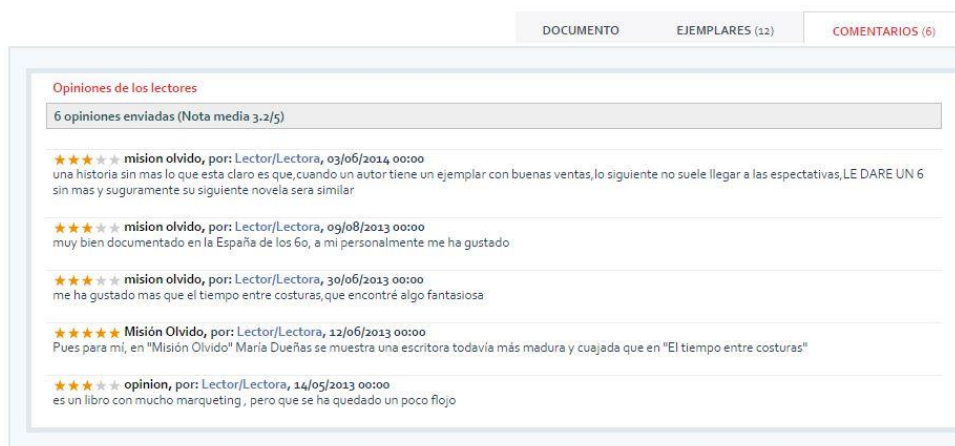 DOCUMENTO EJEMPLARES (12) COMENTARIOS (6)
Opiniones de los lectores
6 opiniones enviadas (Nota media 3.2/5)
mision olvido, por: Lector/Lectora, 03/06/2014 00:00
una historia sin mas lo que esta claro es que,cuando un autor tiene un ejemplar con buenas ventas,lo siguiente no suele llegar a las espectativas,LE DARE UN 6
sin mas y suguramente su siguiente novela sera similar
mision olvido, por: Lector/Lectora, 09/08/2013 00:00
muy bien documentado en la España de los 60, a mi personalmente me ha gustado
mision olvido, por: Lector/Lectora, 30/06/2013 00:00
me ha gustado mas que el tiempo entre costuras,que encontré algo fantasiosa
Misión Olvido, por: Lector/Lectora, 12/06/2013 00:00
Pues para mí, en "Misión Olvido" María Dueñas se muestra una escritora todavía más madura y cuajada que en "El tiempo entre costuras"
opinion, por: Lector/Lectora, 14/05/2013 00:00
es un libro con mucho marqueting , pero que se ha quedado un poco flojo